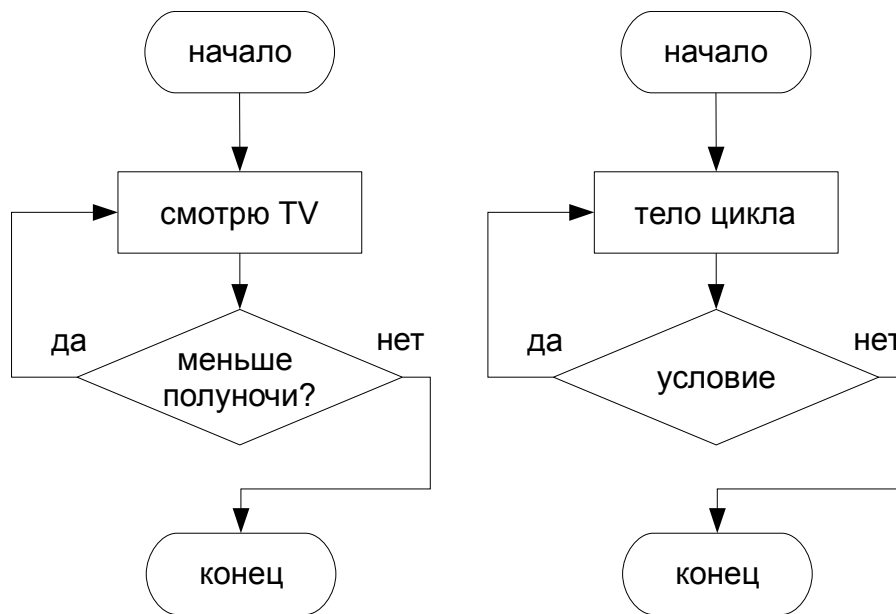 начало
смотрю TV
да
нет
меньше
полуночи?
конец
начало
тело цикла
да
нет
условие
конец